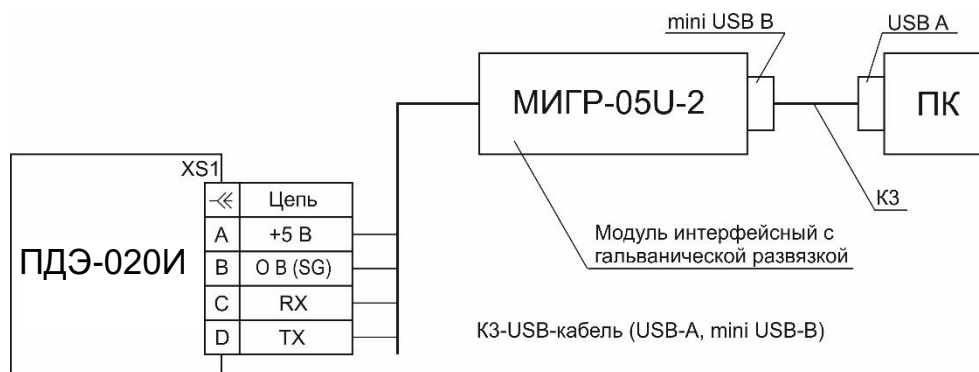 mini USB B
USB A
МИГР-05U-2
ПК
XS1
Цепь
ПДЭ-020И
A
+5 В
B
О В (SG)
C
RX
D
TX
К3
Модуль интерфейсный с
гальванической развязкой
К3-USB-кабель (USB-A, mini USB-B)